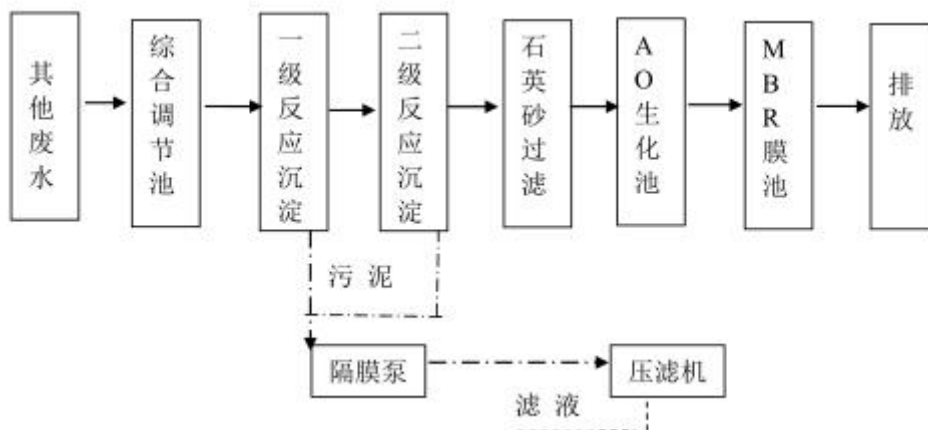 其他废水
综合调节池
一级反应沉淀
二级反应沉淀
石英砂过滤
AO生化池
MBR膜池
排放
污 泥
隔膜泵
压滤机
滤 液